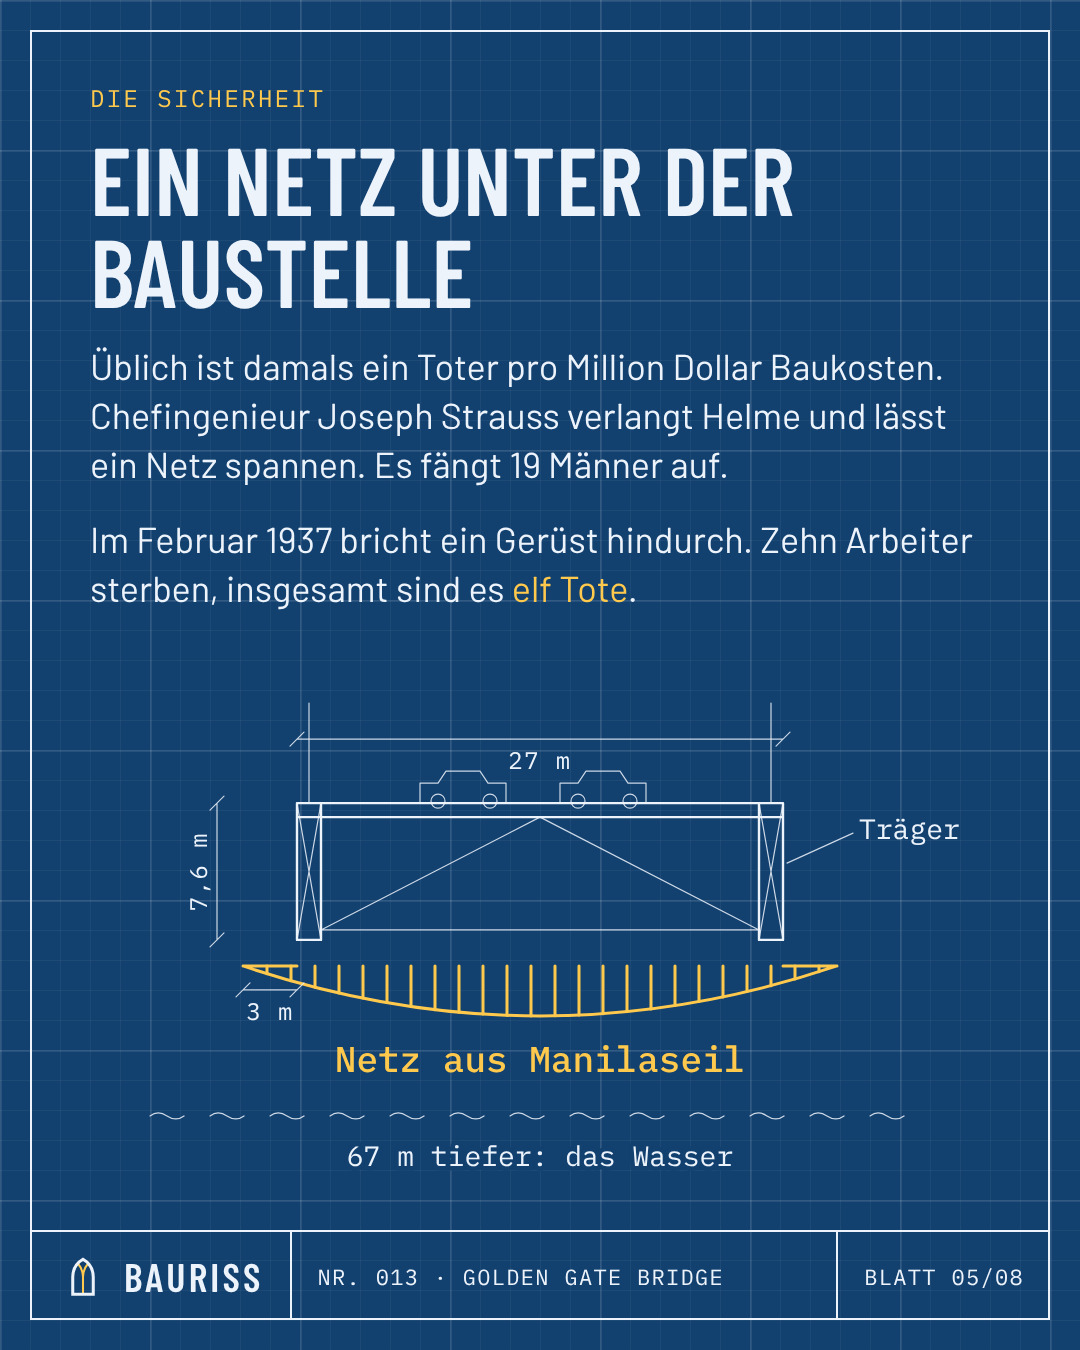 DIE SICHERHEIT
EIN NETZ UNTER DER
BAUSTELLE
Üblich ist damals ein Toter pro Million Dollar Baukosten.
Chefingenieur Joseph Strauss verlangt Helme und lässt
ein Netz spannen. Es fängt 19 Männer auf.
Im Februar 1937 bricht ein Gerüst hindurch. Zehn Arbeiter
sterben, insgesamt sind es elf Tote.
27 m
Träger
7,6 m
3 m
Netz aus Manilaseil
67 m tiefer: das Wasser
BAURISS
NR. 013 · GOLDEN GATE BRIDGE
BLATT 05/08